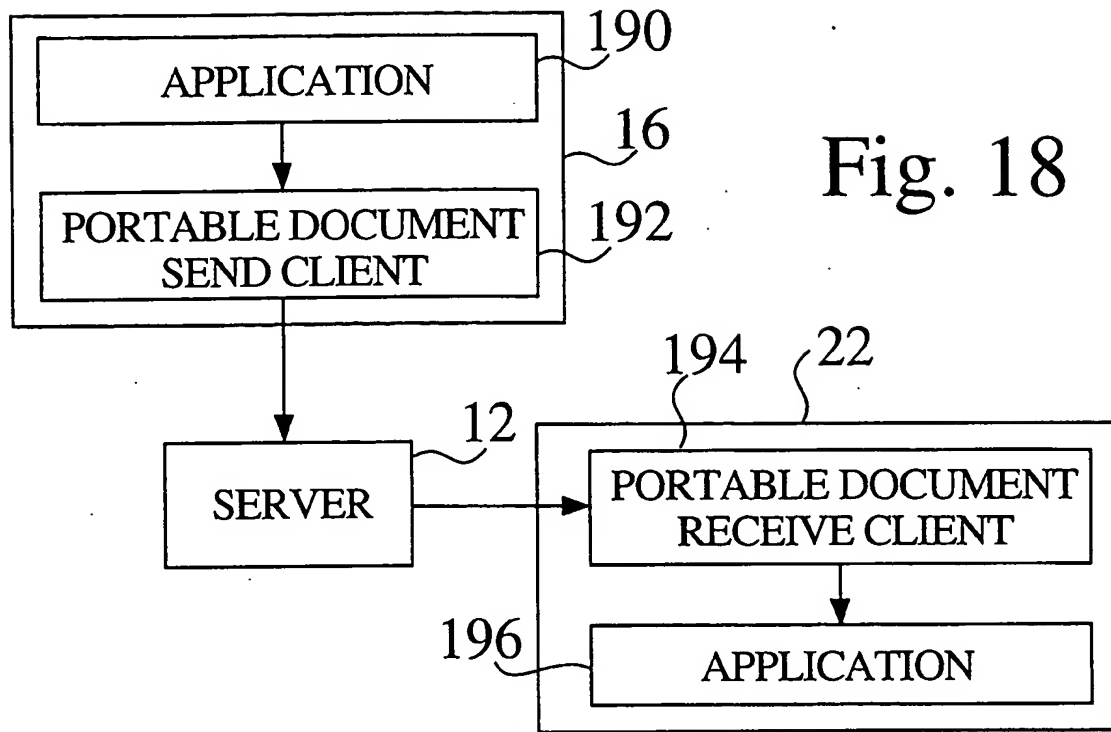 190
APPLICATION
16
Fig. 18
PORTABLE DOCUMENT
SEND CLIENT
192
194
22
12
SERVER
PORTABLE DOCUMENT
RECEIVE CLIENT
196
APPLICATION